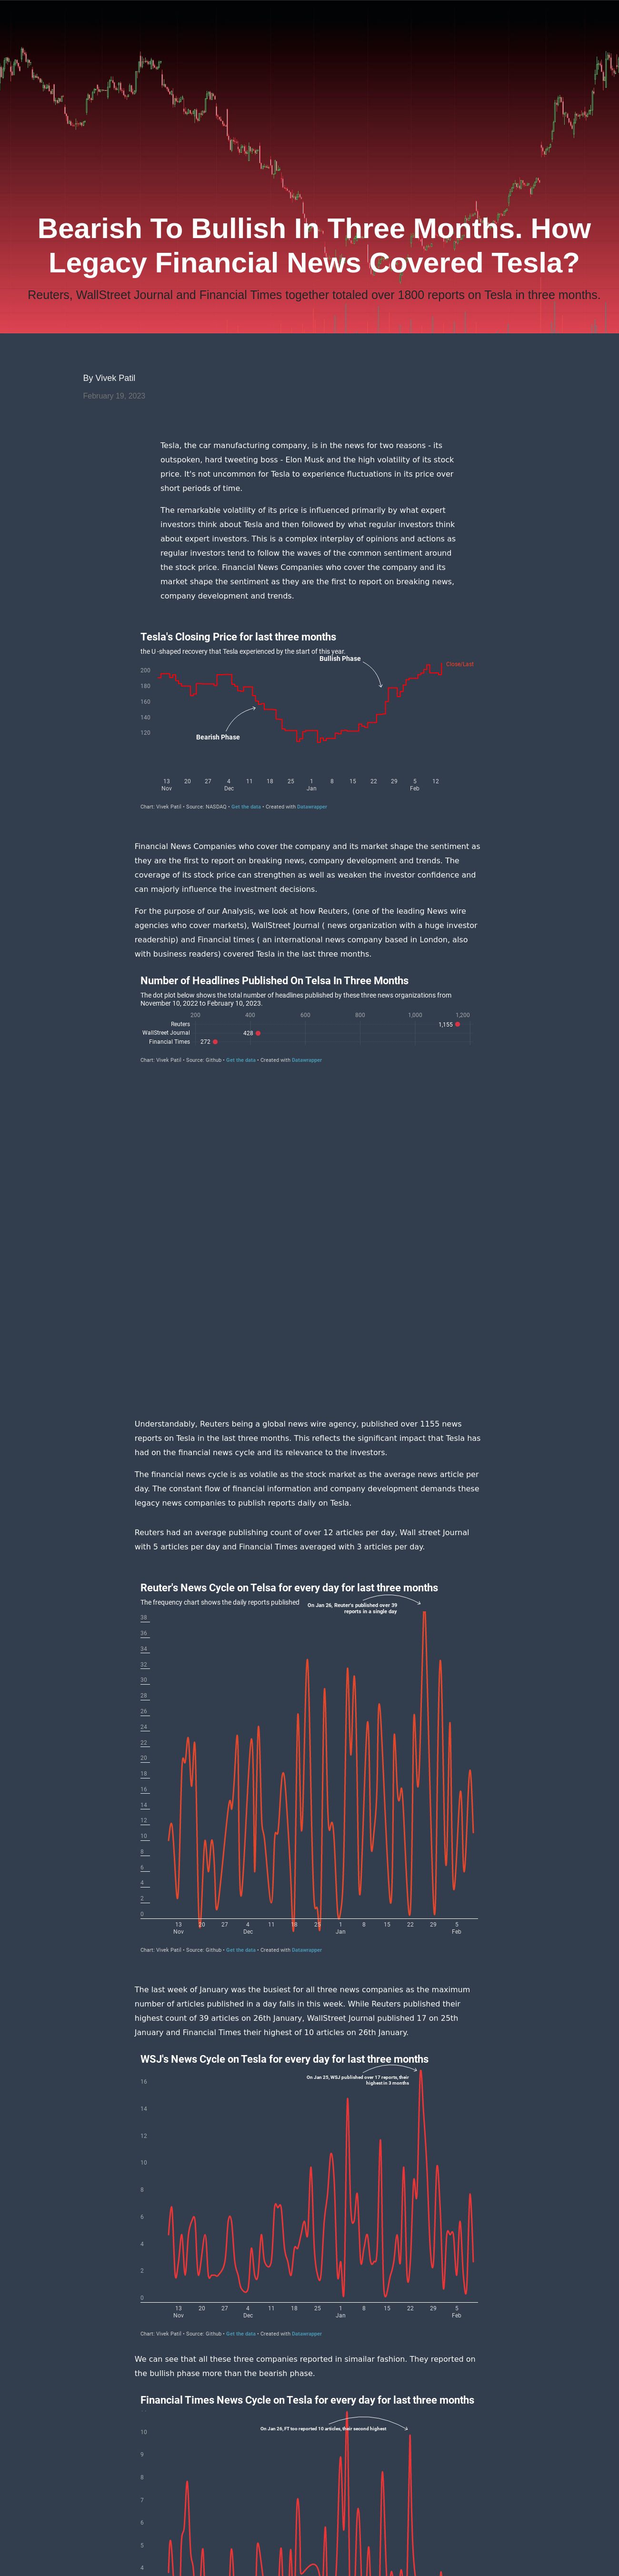 Bearish To Bullish In Three Months. How
Legacy Financial News Covered Tesla?
Reuters, WallStreet Journal and Financial Times together totaled over 1800 reports on Tesla in three months.
By Vivek Patil
February 19, 2023
Tesla, the car manufacturing company, is in the news for two reasons - its
outspoken, hard tweeting boss - Elon Musk and the high volatility of its stock
price. It's not uncommon for Tesla to experience fluctuations in its price over
short periods of time.
The remarkable volatility of its price is influenced primarily by what expert
investors think about Tesla and then followed by what regular investors think
about expert investors. This is a complex interplay of opinions and actions as
regular investors tend to follow the waves of the common sentiment around
the stock price. Financial News Companies who cover the company and its
market shape the sentiment as they are the first to report on breaking news,
company development and trends.
Tesla's Closing Price for last three months
the U -shaped recovery that Tesla experienced by the start of this year.
Bullish Phase
Close/Last
200
180
160
140
120
Bearish Phase
13 20 27 4 11 18 25 1 8 15 22 29 5 12
Nov Dec Jan Feb
Chart: Vivek Patil • Source: NASDAQ • Get the data • Created with Datawrapper
Financial News Companies who cover the company and its market shape the sentiment as
they are the first to report on breaking news, company development and trends. The
coverage of its stock price can strengthen as well as weaken the investor confidence and
can majorly influence the investment decisions.
For the purpose of our Analysis, we look at how Reuters, (one of the leading News wire
agencies who cover markets), WallStreet Journal ( news organization with a huge investor
readership) and Financial times ( an international news company based in London, also
with business readers) covered Tesla in the last three months.
Number of Headlines Published On Telsa In Three Months
The dot plot below shows the total number of headlines published by these three news organizations from
November 10, 2022 to February 10, 2023.
200 400 600 800 1,000 1,200
Reuters 1,155
WallStreet Journal 428
Financial Times 272
Chart: Vivek Patil • Source: Github • Get the data • Created with Datawrapper
Understandably, Reuters being a global news wire agency, published over 1155 news
reports on Tesla in the last three months. This reflects the significant impact that Tesla has
had on the financial news cycle and its relevance to the investors.
The financial news cycle is as volatile as the stock market as the average news article per
day. The constant flow of financial information and company development demands these
legacy news companies to publish reports daily on Tesla.
Reuters had an average publishing count of over 12 articles per day, Wall street Journal
with 5 articles per day and Financial Times averaged with 3 articles per day.
Reuter's News Cycle on Telsa for every day for last three months
The frequency chart shows the daily reports published
On Jan 26, Reuter's published over 39
reports in a single day
38
36
34
32
30
28
26
24
22
20
18
16
14
12
10
8
6
4
2
0
13 20 27 4 11 18 25 1 8 15 22 29 5
Nov Dec Jan Feb
Chart: Vivek Patil • Source: Github • Get the data • Created with Datawrapper
The last week of January was the busiest for all three news companies as the maximum
number of articles published in a day falls in this week. While Reuters published their
highest count of 39 articles on 26th January, WallStreet Journal published 17 on 25th
January and Financial Times their highest of 10 articles on 26th January.
WSJ's News Cycle on Tesla for every day for last three months
On Jan 25, WSJ published over 17 reports, their
highest in 3 months
16
14
12
10
8
6
4
2
0
13 20 27 4 11 18 25 1 8 15 22 29 5
Nov Dec Jan Feb
Chart: Vivek Patil • Source: Github • Get the data • Created with Datawrapper
We can see that all these three companies reported in simailar fashion. They reported on
the bullish phase more than the bearish phase.
Financial Times News Cycle on Tesla for every day for last three months
On Jan 26, FT too reported 10 articles, their second highest
10
9
8
7
6
5
4